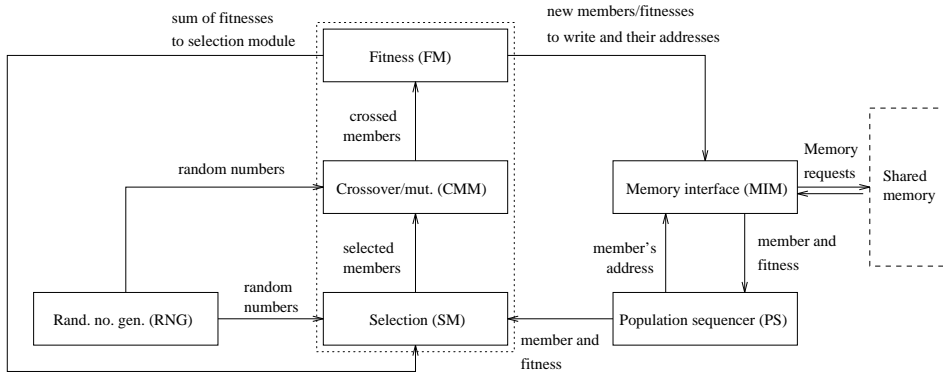 sum of fitnesses
to selection module
new members/fitnesses
to write and their addresses
Fitness (FM)
crossed
members
random numbers
Crossover/mut. (CMM)
Memory interface (MIM)
Memory
requests
Shared
memory
selected
members
member's
address
member and
fitness
random
numbers
Rand. no. gen. (RNG)
Selection (SM)
Population sequencer (PS)
member and
fitness